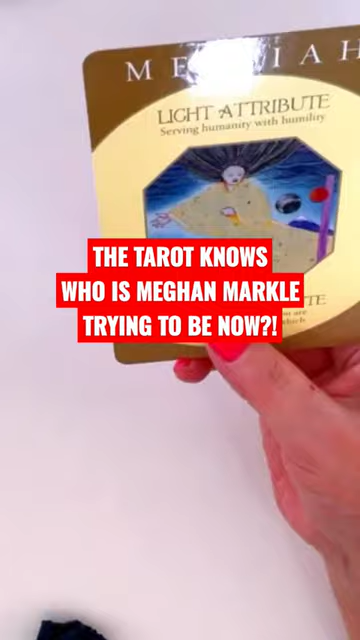 LIGHT ATTRIBUTE
Serving humanity with humility
THE TAROT KNOWS
WHO IS MEGHAN MARKLE
TRYING TO BE NOW?!